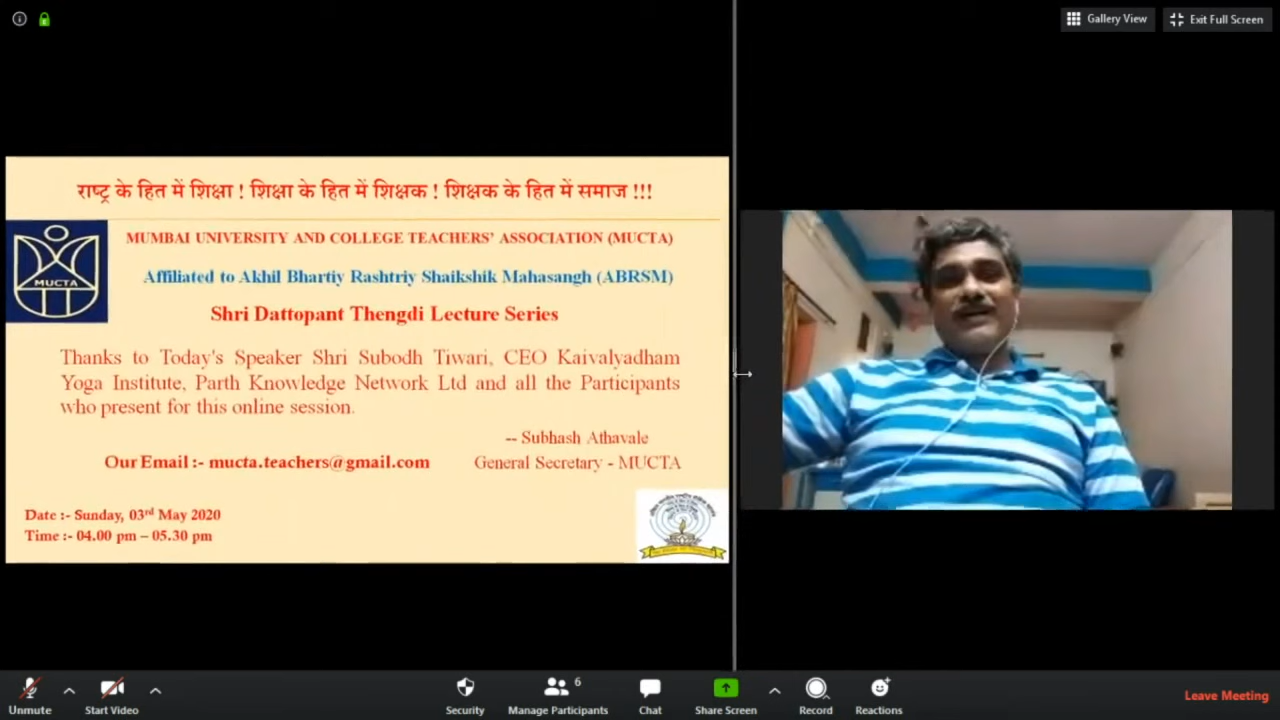 Gallery View
Exit Full Screen
राष्ट्र के हित में शिक्षा ! शिक्षा के हित में शिक्षक ! शिक्षक के हित में समाज !!!
MUMBAI UNIVERSITY AND COLLEGE TEACHERS' ASSOCIATION (MUCTA)
MUCTA
Affiliated to Akhil Bhartiy Rashtriy Shaikshik Mahasangh (ABRSM)
Shri Dattopant Thengdi Lecture Series
Thanks to Today's Speaker Shri Subodh Tiwari, CEO Kaivalyadham
Yoga Institute, Parth Knowledge Network Ltd and all the Participants
who present for this online session.
-- Subhash Athavale
Our Email :- mucta.teachers@gmail.com
General Secretary - MUCTA
Date :- Sunday, 03rd May 2020
Time :- 04.00 pm – 05.30 pm
Unmute
Start Video
Security
6
Manage Participants
Chat
Share Screen
Record
Reactions
Leave Meeting